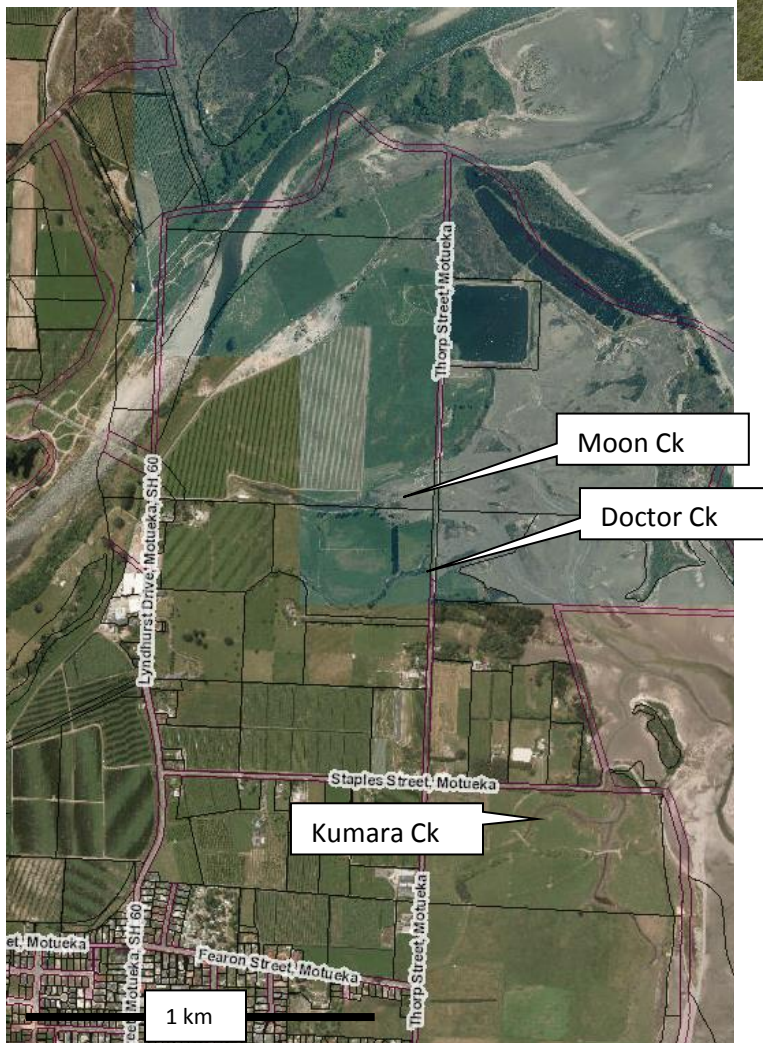 Thorp Street, Motueka
Moon Ck
Doctor Ck
Lyndhurst Drive, Motueka, SH 60
Staples Street, Motueka
Kumara Ck
et, Motueka
Fearon Street, Motueka
Thorp Street, Motueka
reet, Motueka, SH 60
1 km